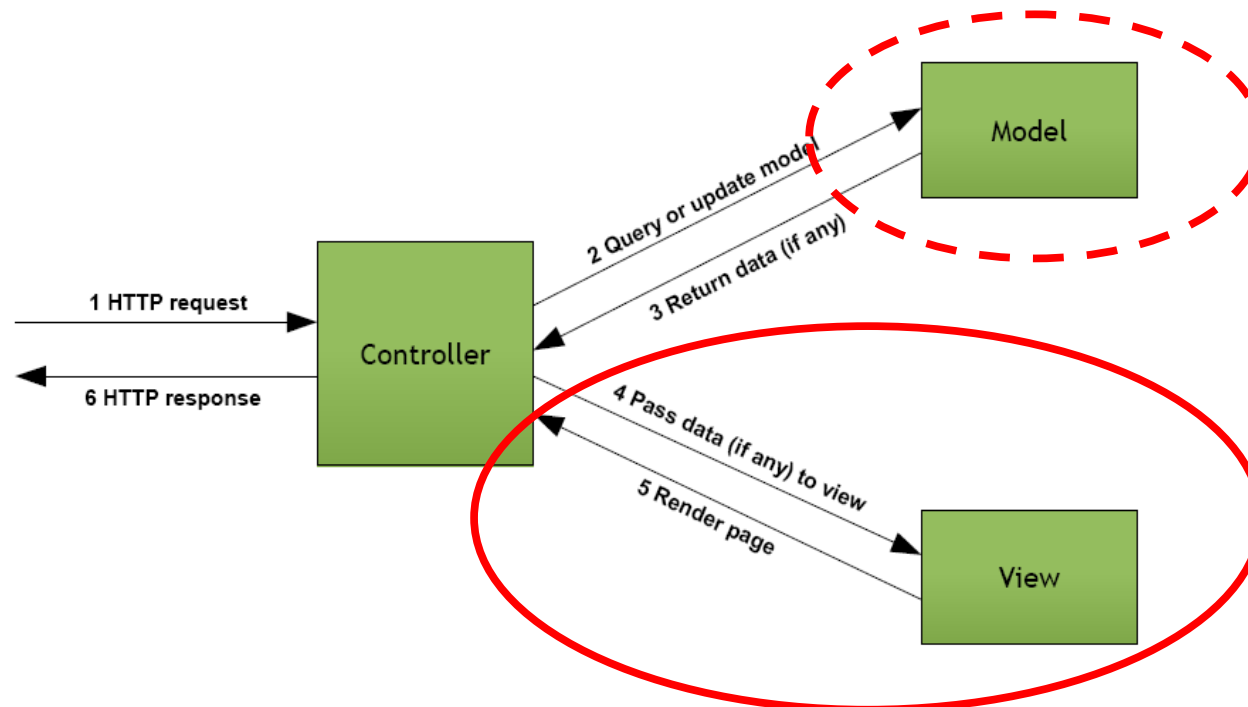 Model
2 Query or update model
3 Return data (if any)
1 HTTP request
Controller
6 HTTP response
4 Pass data (if any) to view
5 Render page
View